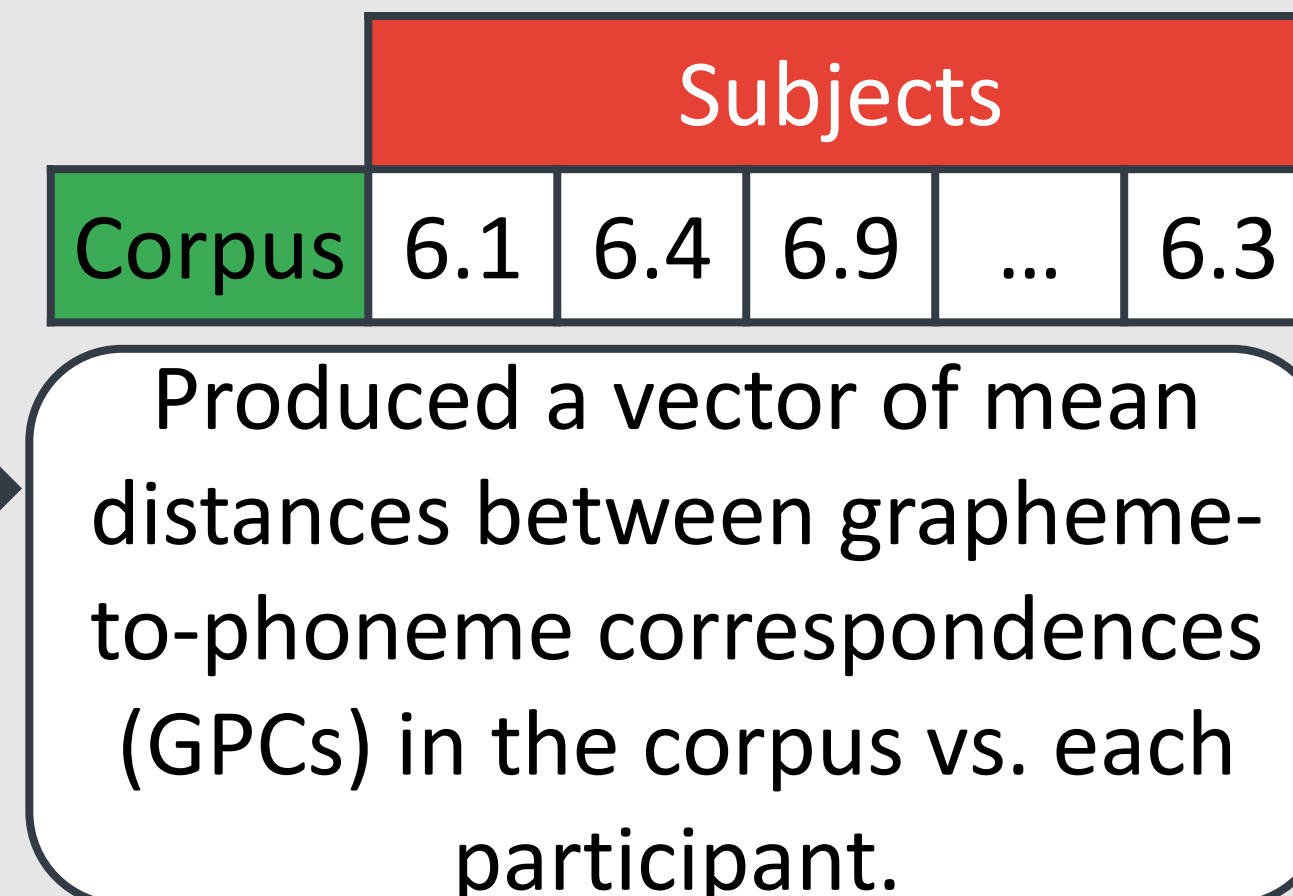 Subjects
Corpus 6.1 6.4 6.9 ... 6.3
Produced a vector of mean
distances between grapheme-
to-phoneme correspondences
(GPCs) in the corpus vs. each
participant.